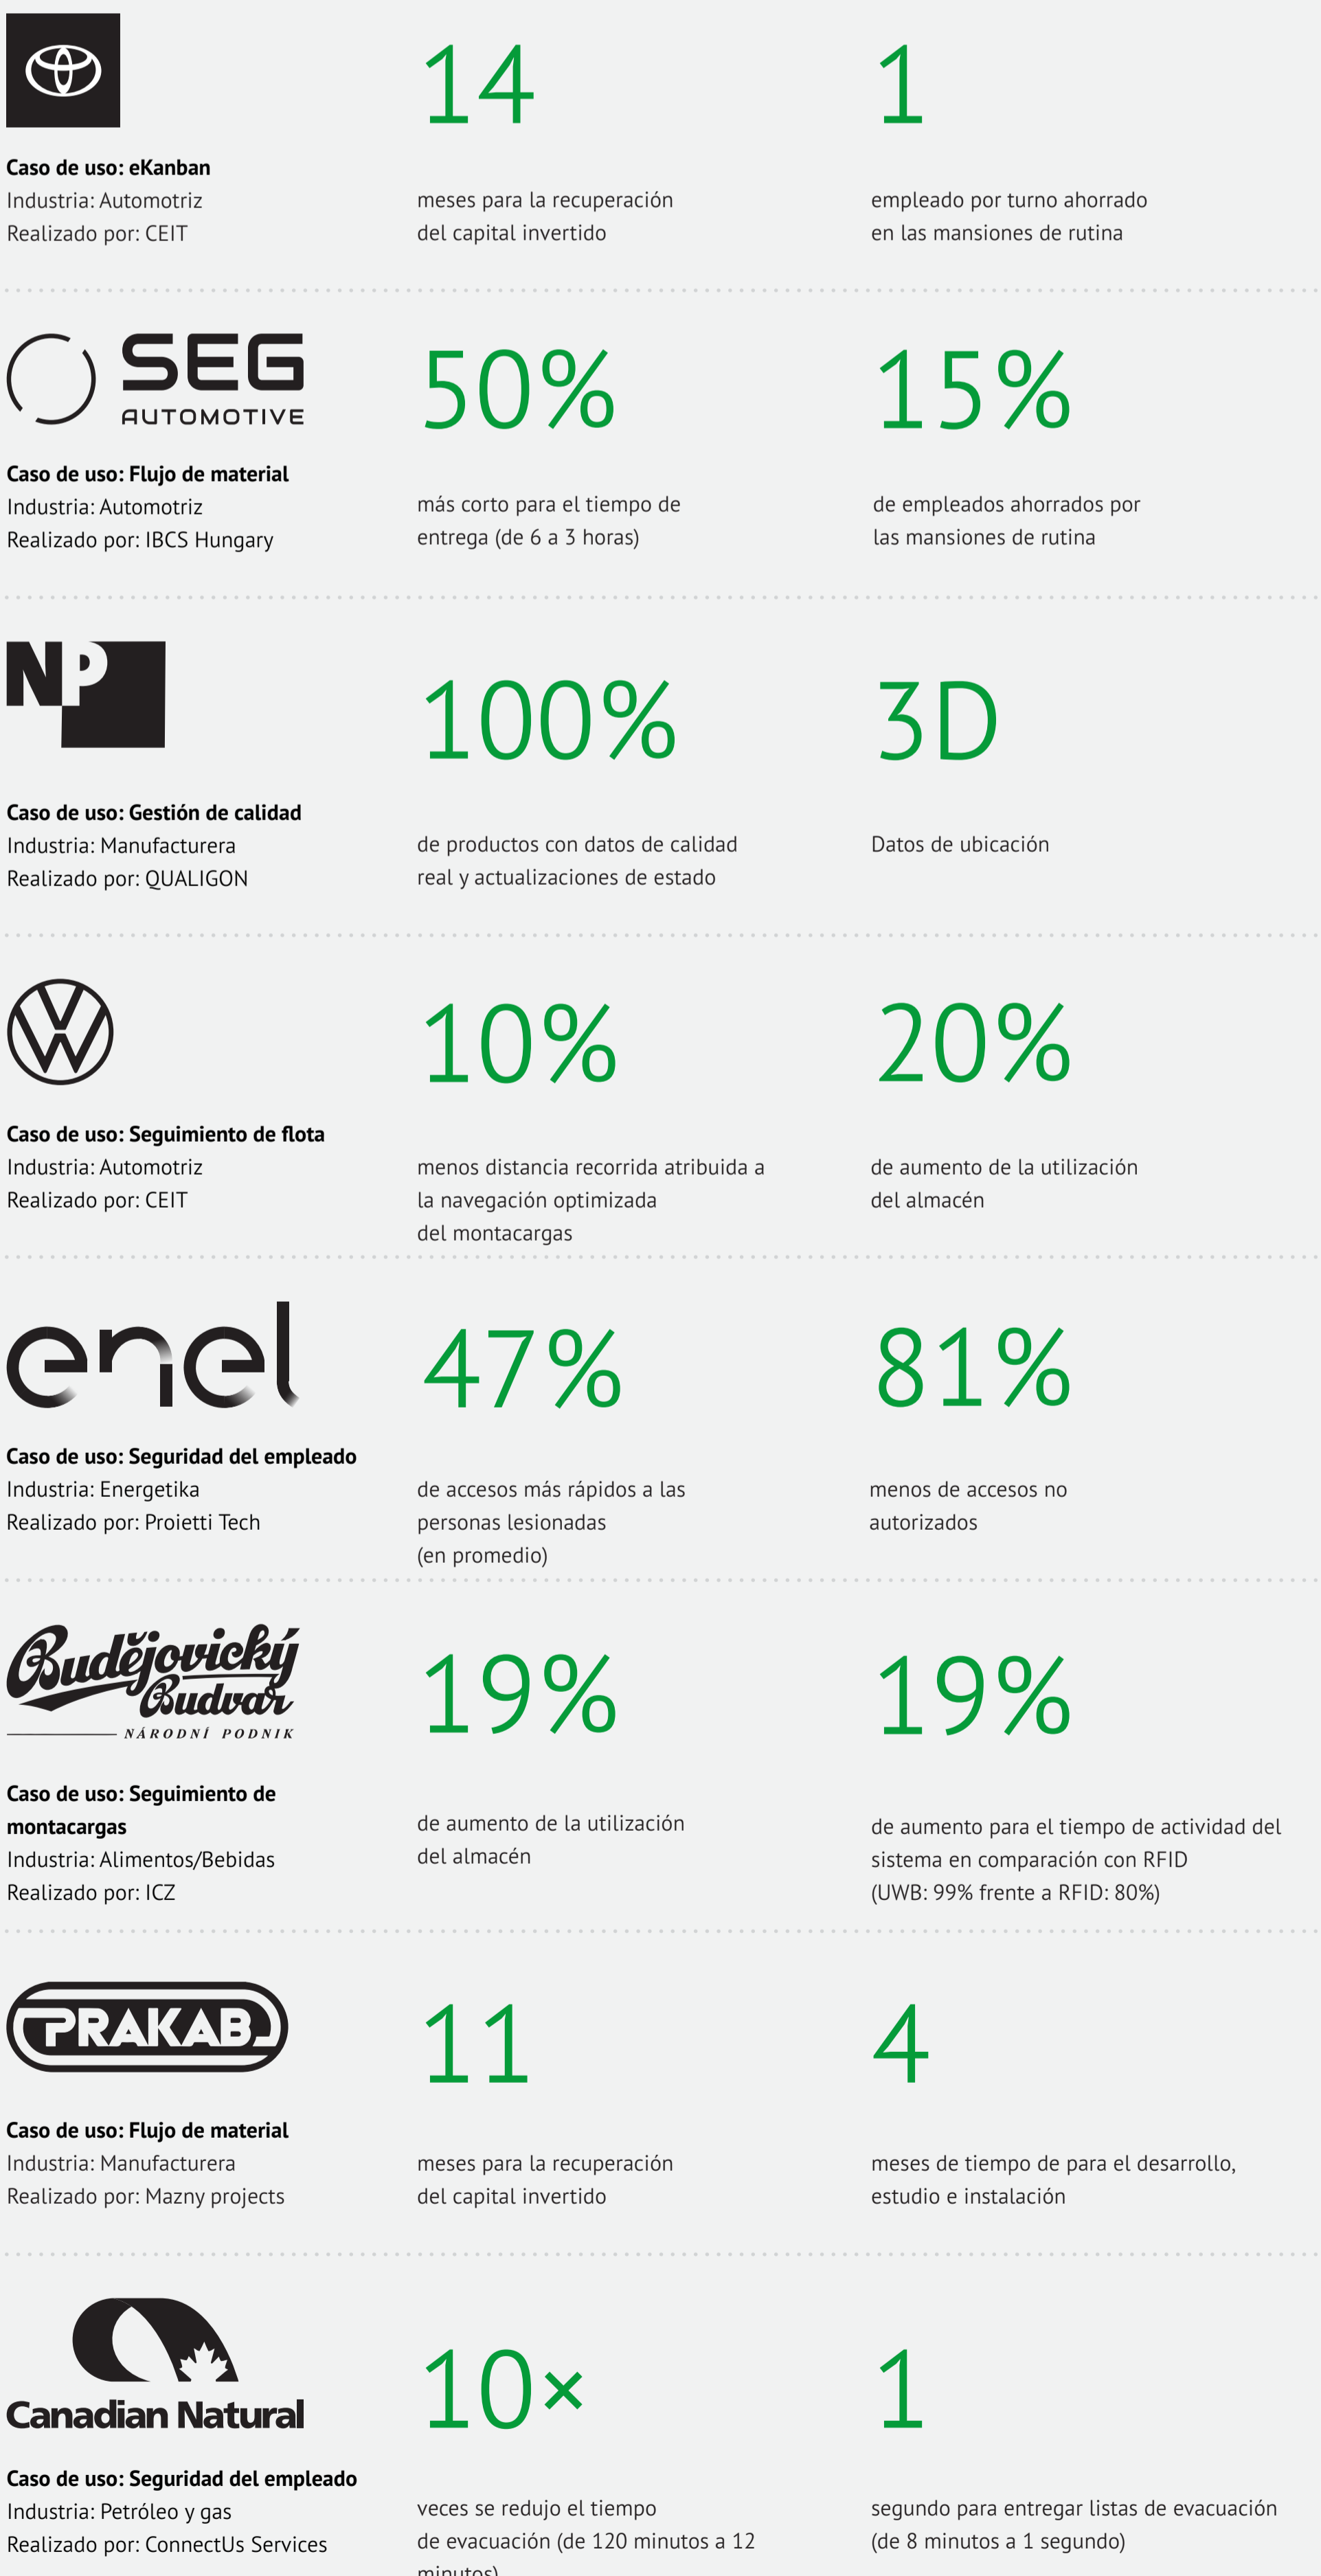 14
1
Caso de uso: eKanban
Industria: Automotriz
Realizado por: CEIT
meses para la recuperación
del capital invertido
empleado por turno ahorrado
en las mansiones de rutina
SEG
AUTOMOTIVE
50%
15%
Caso de uso: Flujo de material
Industria: Automotriz
Realizado por: IBCS Hungary
más corto para el tiempo de
entrega (de 6 a 3 horas)
de empleados ahorrados por
las mansiones de rutina
NP
100%
3D
Caso de uso: Gestión de calidad
Industria: Manufacturera
Realizado por: QUALIGON
de productos con datos de calidad
real y actualizaciones de estado
Datos de ubicación
VW
10%
20%
Caso de uso: Seguimiento de flota
Industria: Automotriz
Realizado por: CEIT
menos distancia recorrida atribuida a
la navegación optimizada
del montacargas
de aumento de la utilización
del almacén
enel
47%
81%
Caso de uso: Seguridad del empleado
Industria: Energetika
Realizado por: Proietti Tech
de accesos más rápidos a las
personas lesionadas
(en promedio)
menos de accesos no
autorizados
Budějovický
Budvar
NÁRODNÍ PODNIK
19%
19%
Caso de uso: Seguimiento de
montacargas
Industria: Alimentos/Bebidas
Realizado por: ICZ
de aumento de la utilización
del almacén
de aumento para el tiempo de actividad del
sistema en comparación con RFID
(UWB: 99% frente a RFID: 80%)
PRAKAB
11
4
Caso de uso: Flujo de material
Industria: Manufacturera
Realizado por: Mazny projects
meses para la recuperación
del capital invertido
meses de tiempo de para el desarrollo,
estudio e instalación
Canadian Natural
10×
1
Caso de uso: Seguridad del empleado
Industria: Petróleo y gas
Realizado por: ConnectUs Services
veces se redujo el tiempo
de evacuación (de 120 minutos a 12
minutos)
segundo para entregar listas de evacuación
(de 8 minutos a 1 segundo)